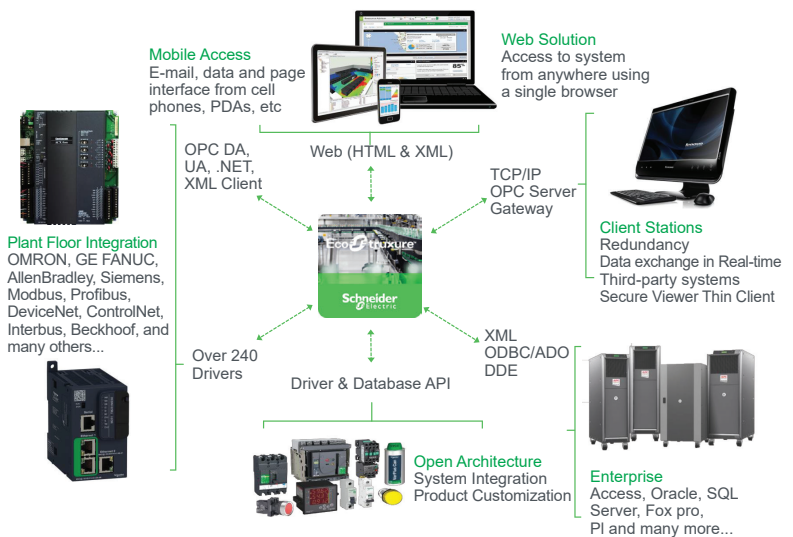 Mobile Access
E-mail, data and page
interface from cell
phones, PDAs, etc
Web Solution
Access to system
from anywhere using
a single browser
OPC DA,
UA, .NET,
XML Client
Web (HTML & XML)
TCP/IP
OPC Server
Gateway
Plant Floor Integration
OMRON, GE FANUC,
AllenBradley, Siemens,
Modbus, Profibus,
DeviceNet, ControlNet,
Interbus, Beckhoof, and
many others...
EcoStruxure
Schneider
Electric
Client Stations
Redundancy
Data exchange in Real-time
Third-party systems
Secure Viewer Thin Client
Over 240
Drivers
Driver & Database API
XML
ODBC/ADO
DDE
Open Architecture
System Integration
Product Customization
Enterprise
Access, Oracle, SQL
Server, Fox pro,
PI and many more...
85%